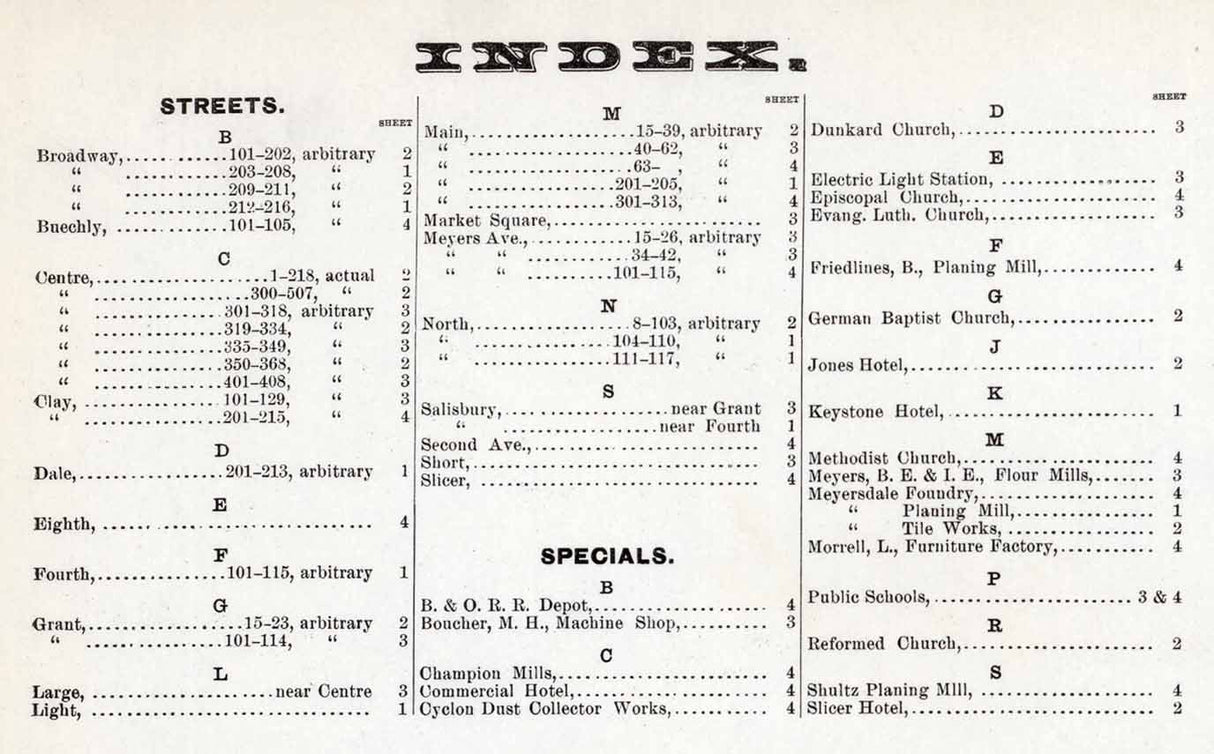 INDEX.
STREETS.
SHEET
B
Broadway,............101–202, arbitrary 2
“ ............203–208, “ 1
“ ............209–211, “ 2
“ ............212–216, “ 1
Buechly, ............101–105, “ 4
C
Centre,....................1–218, actual 2
“ ....................300–507, “ 2
“ ................301–318, arbitrary 3
“ ................319–334, “ 2
“ ................335–349, “ 3
“ ................350–368, “ 2
“ ................401–408, “ 3
Clay, ................101–129, “ 3
“ ................201–215, “ 4
D
Dale,..................201–213, arbitrary 1
E
Eighth, .............................. 4
F
Fourth,................101–115, arbitrary 1
G
Grant,..................15–23, arbitrary 2
“ ................101–114, “ 3
L
Large, .......................near Centre 3
Light, .................................. 1
SHEET
M
Main,....................15–39, arbitrary 2
“ ....................40–62, “ 3
“ ....................63– , “ 4
“ ..................201–205, “ 1
“ ..................301–313, “ 4
Market Square,.......................... 3
Meyers Ave.,............15–26, arbitrary 3
“ “ ............34–42, “ 3
“ “ ..........101–115, “ 4
N
North,...................8–103, arbitrary 2
“ ................104–110, “ 1
“ ................111–117, “ 1
S
Salisbury,....................near Grant 3
“ ...................near Fourth 1
Second Ave.,............................ 4
Short,.................................. 3
Slicer, .................................. 4
SPECIALS.
B
B. & O. R. R. Depot,..................... 4
Boucher, M. H., Machine Shop,.......... 3
C
Champion Mills,........................ 4
Commercial Hotel,...................... 4
Cyclon Dust Collector Works,........... 4
SHEET
D
Dunkard Church,........................ 3
E
Electric Light Station, .................. 3
Episcopal Church,....................... 4
Evang. Luth. Church,.................... 3
F
Friedlines, B., Planing Mill,............. 4
G
German Baptist Church,................ 2
J
Jones Hotel,............................. 2
K
Keystone Hotel, ........................ 1
M
Methodist Church,....................... 4
Meyers, B. E. & I. E., Flour Mills,....... 3
Meyersdale Foundry,.................... 4
“ Planing Mill,................ 1
“ Tile Works, ................ 2
Morrell, L., Furniture Factory,........... 4
P
Public Schools, ........................3 & 4
R
Reformed Church,....................... 2
S
Shultz Planing MIll, .................... 4
Slicer Hotel,............................. 2